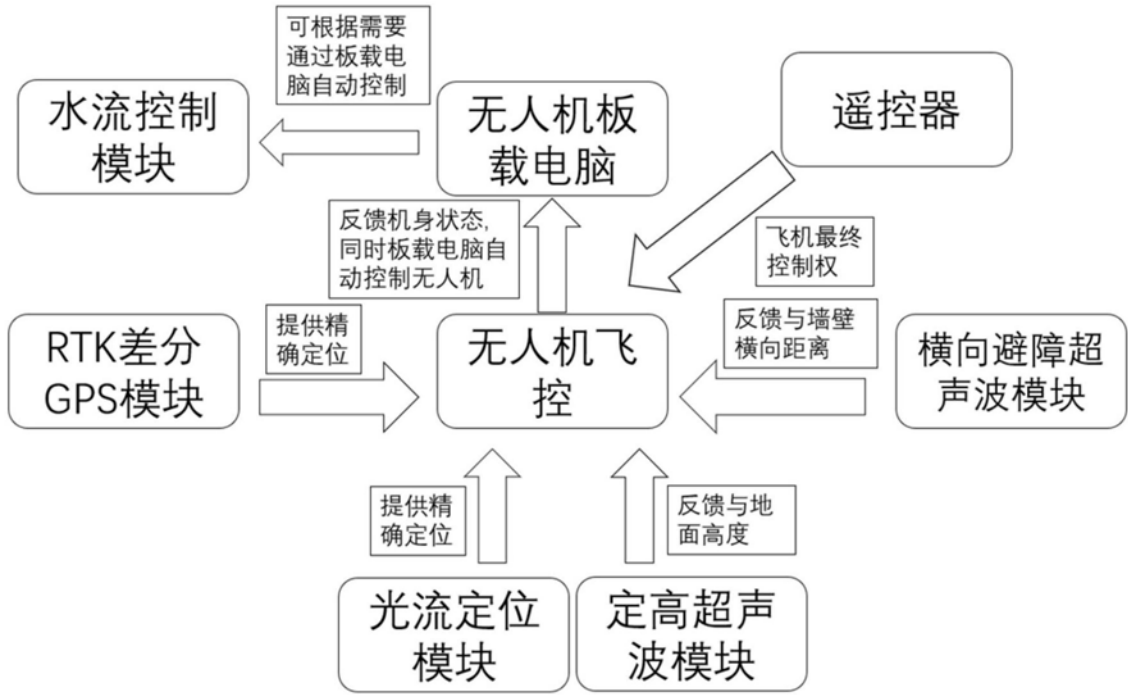 可根据需要
通过板载电
脑自动控制
水流控制
模块
无人机板
载电脑
遥控器
反馈机身状态,
同时板载电脑自
动控制无人机
飞机最终
控制权
RTK差分
GPS模块
提供精
确定位
无人机飞
控
反馈与墙壁
横向距离
横向避障超
声波模块
提供精
确定位
反馈与地
面高度
光流定位
模块
定高超声
波模块